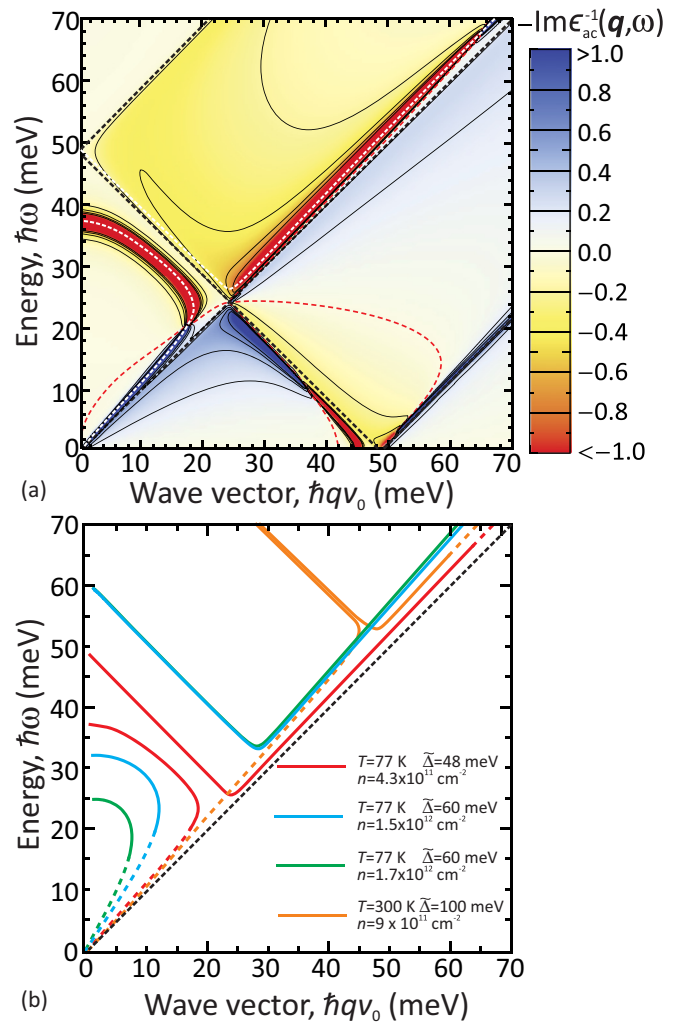 −Imϵ⁻¹ac(q,ω)
70
60
50
40
30
20
10
0
Energy, ℏω (meV)
>1.0
0.8
0.6
0.4
0.2
0.0
−0.2
−0.4
−0.6
−0.8
<−1.0
0 10 20 30 40 50 60 70
(a) Wave vector, ℏqv₀ (meV)
70
60
50
40
30
20
10
0
Energy, ℏω (meV)
T=77 K Δ̃=48 meV
n=4.3x10¹¹ cm⁻²
T=77 K Δ̃=60 meV
n=1.5x10¹² cm⁻²
T=77 K Δ̃=60 meV
n=1.7x10¹² cm⁻²
T=300 K Δ̃=100 meV
n=9 x 10¹¹ cm⁻²
0 10 20 30 40 50 60 70
(b) Wave vector, ℏqv₀ (meV)